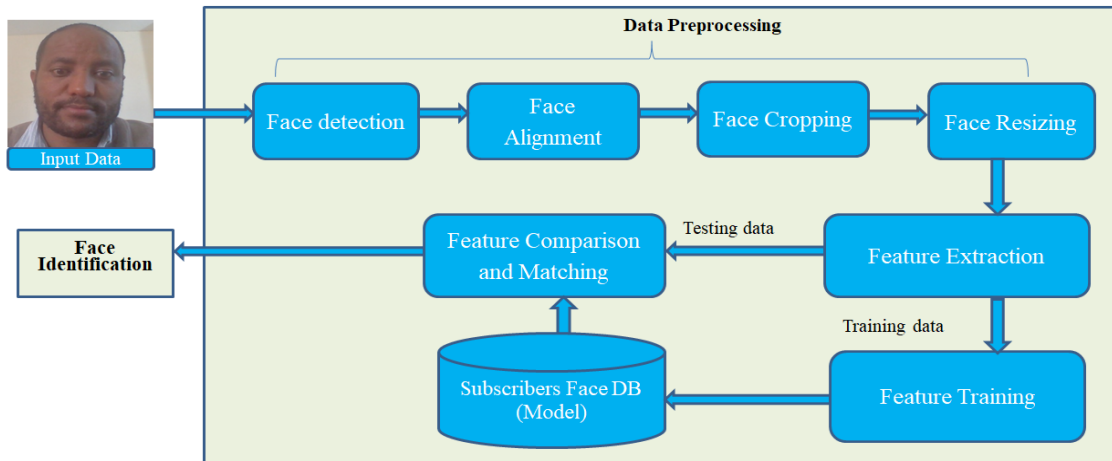 Data Preprocessing
Input Data
Face detection
Face
Alignment
Face Cropping
Face Resizing
Face
Identification
Feature Comparison
and Matching
Testing data
Feature Extraction
Training data
Subscribers Face DB
(Model)
Feature Training